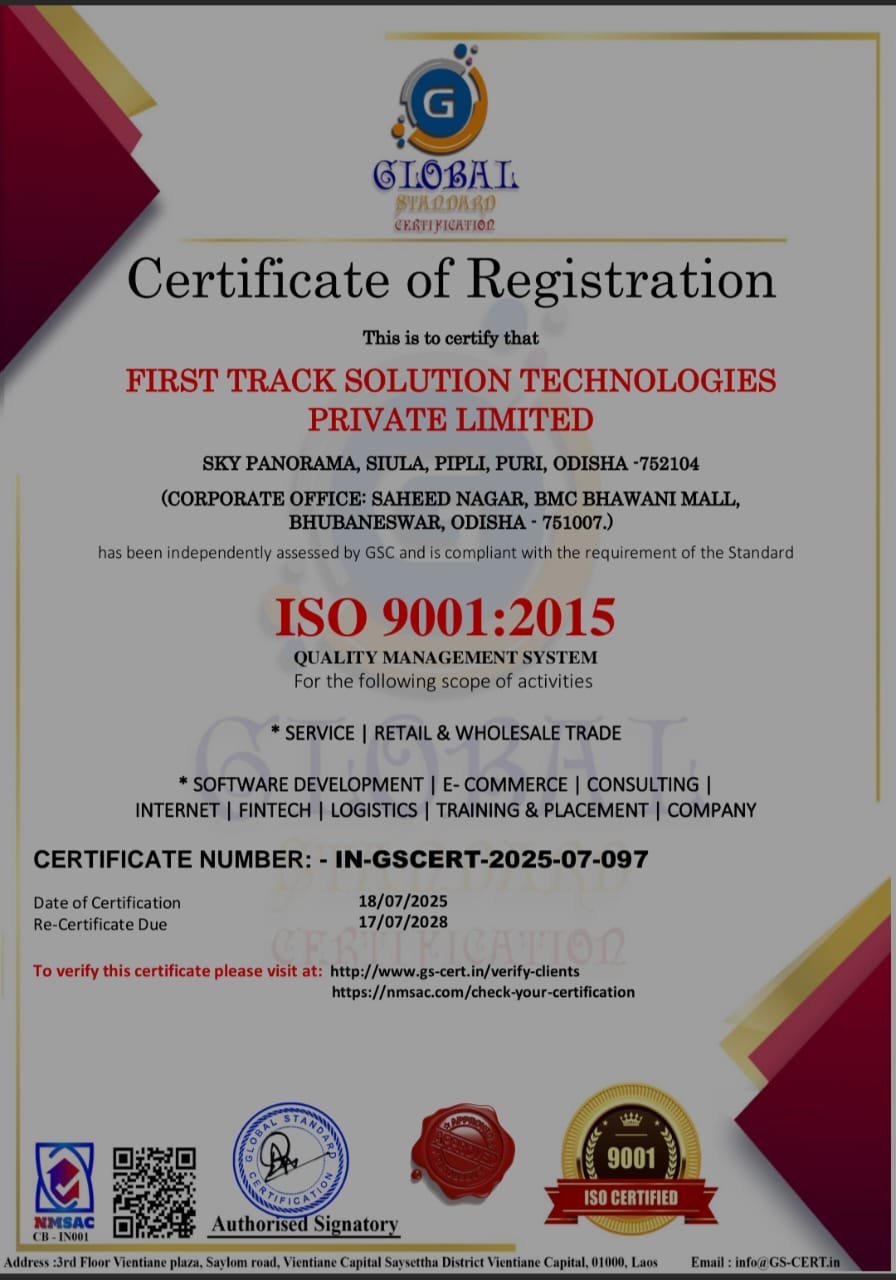 G
GLOBAL
STANDARD
CERTIFICATION
Certificate of Registration
This is to certify that
FIRST TRACK SOLUTION TECHNOLOGIES
PRIVATE LIMITED
SKY PANORAMA, SIULA, PIPLI, PURI, ODISHA -752104
(CORPORATE OFFICE: SAHEED NAGAR, BMC BHAWANI MALL,
BHUBANESWAR, ODISHA - 751007.)
has been independently assessed by GSC and is compliant with the requirement of the Standard
ISO 9001:2015
QUALITY MANAGEMENT SYSTEM
For the following scope of activities
* SERVICE | RETAIL & WHOLESALE TRADE
* SOFTWARE DEVELOPMENT | E- COMMERCE | CONSULTING |
INTERNET | FINTECH | LOGISTICS | TRAINING & PLACEMENT | COMPANY
CERTIFICATE NUMBER: - IN-GSCERT-2025-07-097
Date of Certification 18/07/2025
Re-Certificate Due 17/07/2028
To verify this certificate please visit at: http://www.gs-cert.in/verify-clients
https://nmsac.com/check-your-certification
GLOBAL STANDARD
CERTIFICATION
APPROVED
9001
ISO CERTIFIED
NMSAC
CB - IN001
Authorised Signatory
Address :3rd Floor Vientiane plaza, Saylom road, Vientiane Capital Saysettha District Vientiane Capital, 01000, Laos Email : info@GS-CERT.in